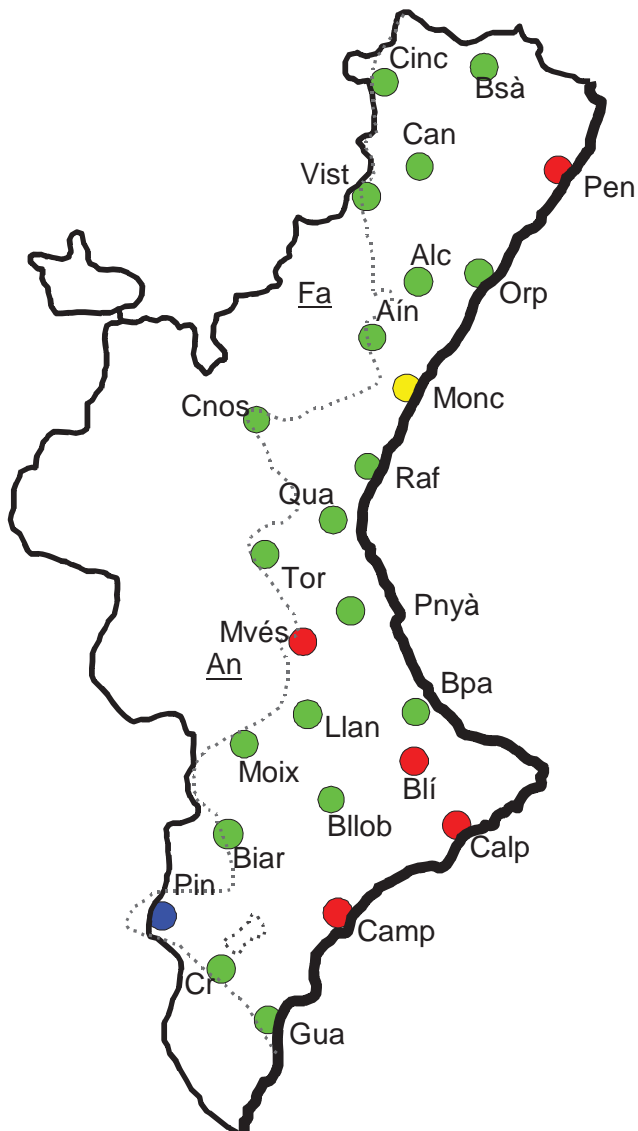 Cinc
Bsà
Can
Vist
Pen
Alc
Fa
Orp
Aín
Monc
Cnos
Raf
Qua
Tor
Pnyà
Mvés
An
Bpa
Llan
Moix
Blí
Bllob
Calp
Biar
Pin
Camp
Cr
Gua